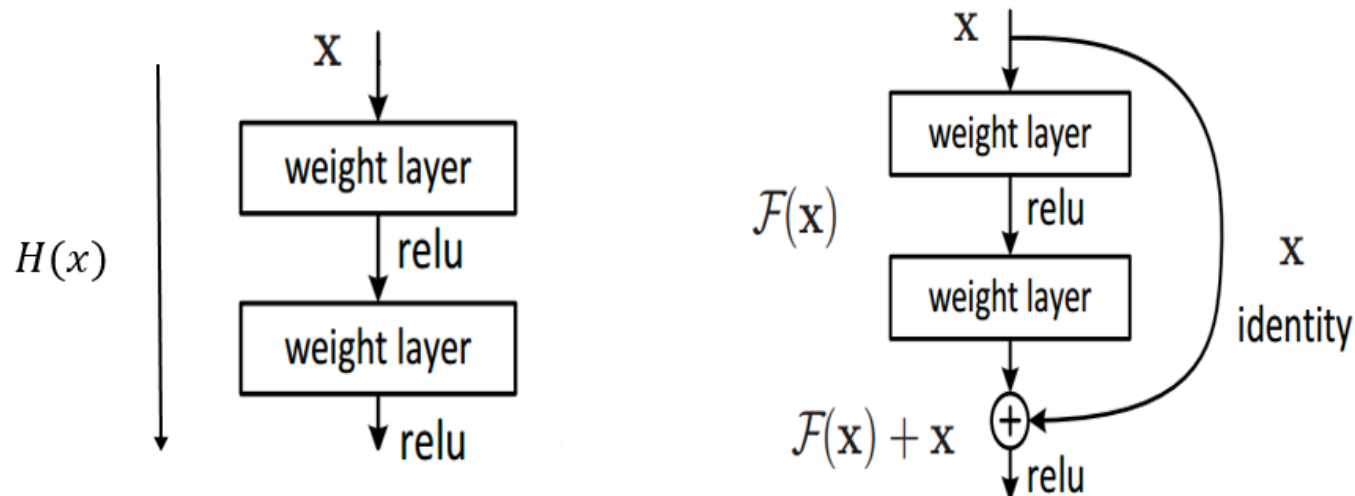 x
weight layer
relu
H(x)
weight layer
relu
x
weight layer
relu
F(x)
x
weight layer
identity
F(x) + x
+
relu